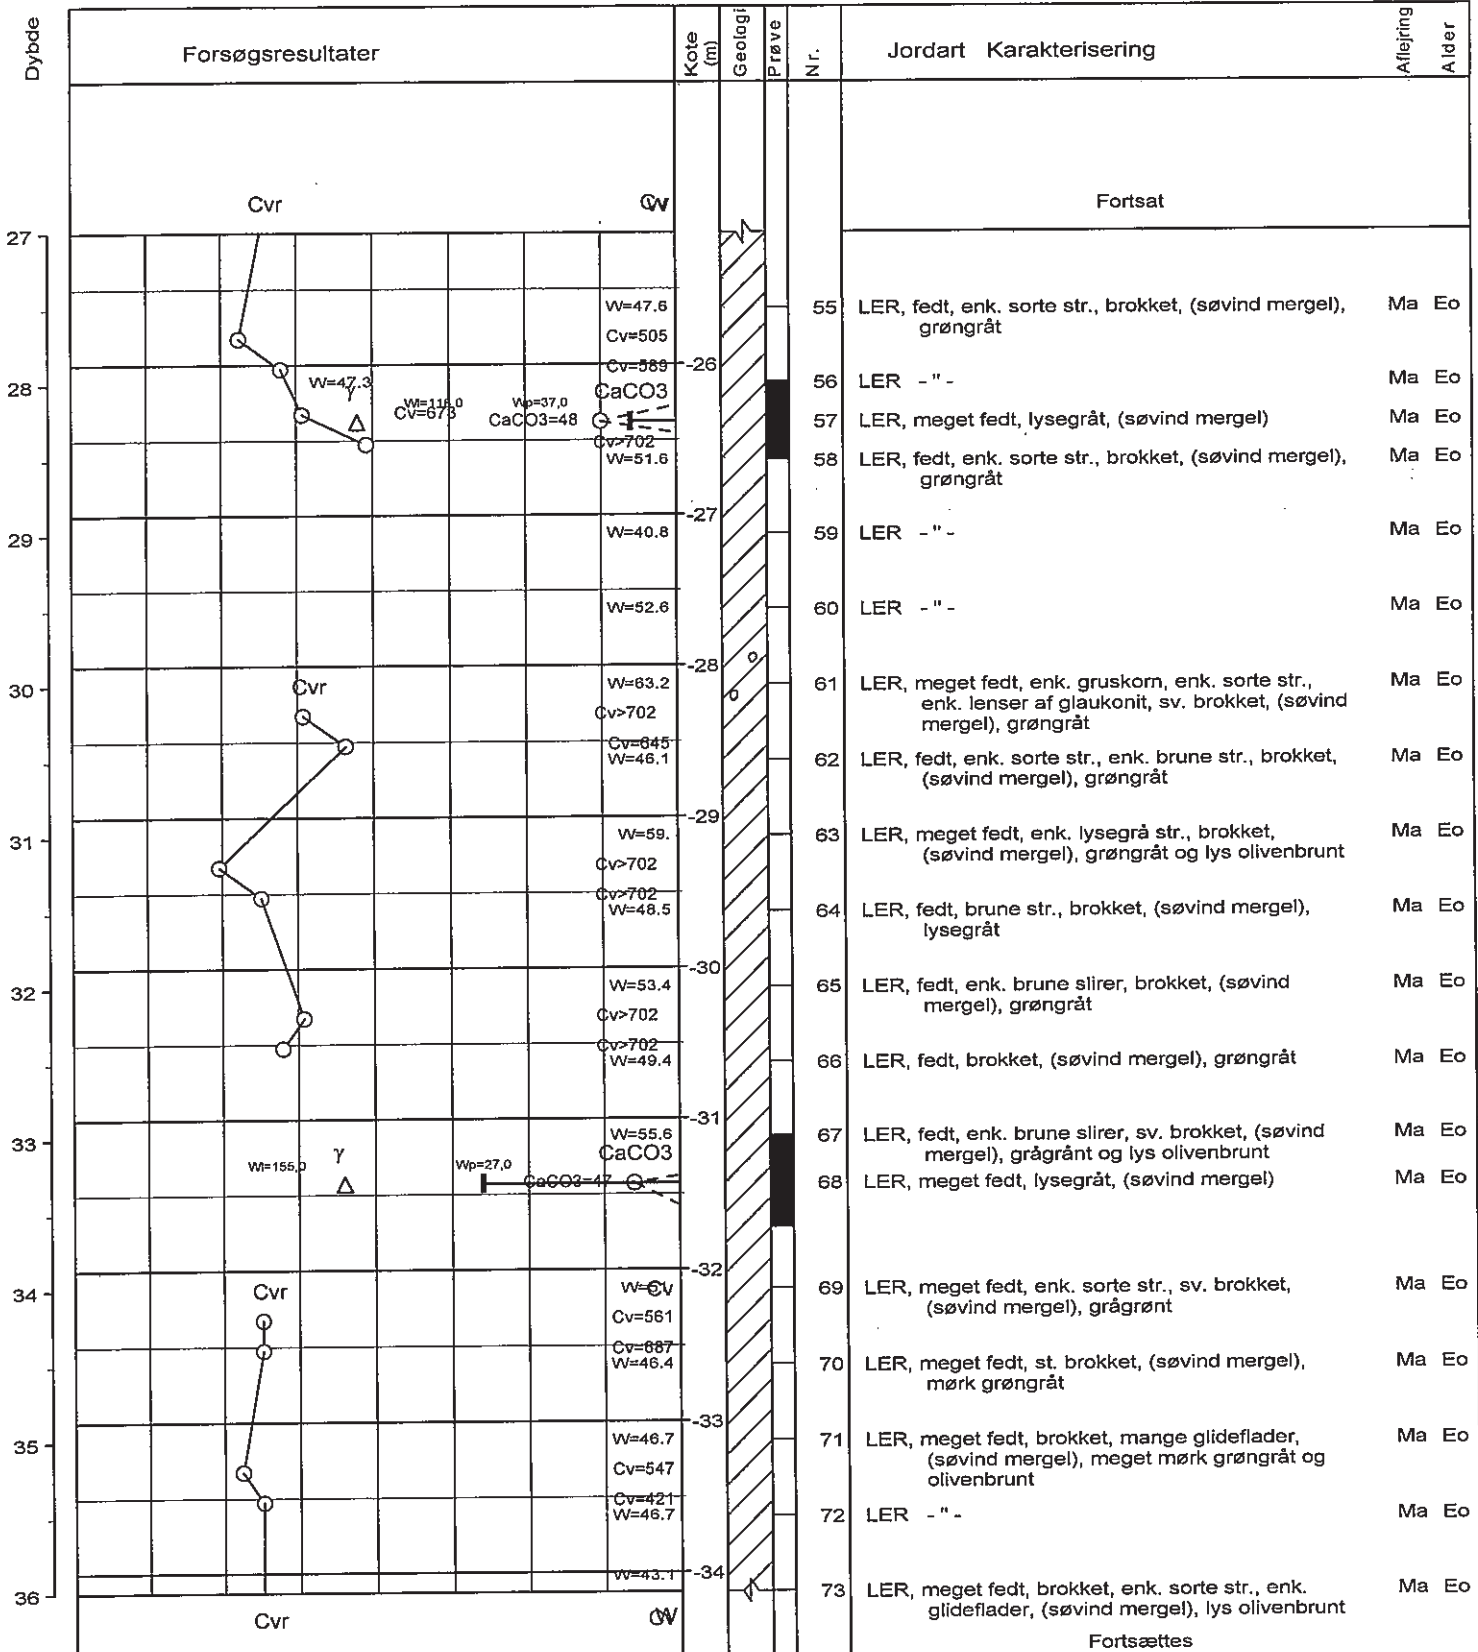 Dybde
Forsøgsresultater
Kote (m)
Geologi
Prøve
Nr.
Jordart Karakterisering
Aflejring
Alder
Cvr
Fortsat
27
W=47.6
55 LER, fedt, enk. sorte str., brokket, (søvind mergel), Ma Eo
grøngråt
Cv=505
Cv=589
-26
28
W=47.3
γ
CaCO3
56 LER - " - Ma Eo
Wl=118,0
Cv=673
Wp=37,0
CaCO3=48
57 LER, meget fedt, lysegråt, (søvind mergel) Ma Eo
Cv>702
W=51.6
58 LER, fedt, enk. sorte str., brokket, (søvind mergel), Ma Eo
grøngråt
-27
29
W=40.8
59 LER - " - Ma Eo
W=52.6
60 LER - " - Ma Eo
-28
30
Cvr
W=63.2
61 LER, meget fedt, enk. gruskorn, enk. sorte str., Ma Eo
enk. lenser af glaukonit, sv. brokket, (søvind
mergel), grøngråt
Cv>702
Cv=645
W=46.1
62 LER, fedt, enk. sorte str., enk. brune str., brokket, Ma Eo
(søvind mergel), grøngråt
-29
31
W=59.
63 LER, meget fedt, enk. lysegrå str., brokket, Ma Eo
(søvind mergel), grøngråt og lys olivenbrunt
Cv>702
Cv>702
W=48.5
64 LER, fedt, brune str., brokket, (søvind mergel), Ma Eo
lysegråt
-30
32
W=53.4
65 LER, fedt, enk. brune slirer, brokket, (søvind Ma Eo
mergel), grøngråt
Cv>702
Cv>702
W=49.4
66 LER, fedt, brokket, (søvind mergel), grøngråt Ma Eo
-31
33
W=55.6
67 LER, fedt, enk. brune slirer, sv. brokket, (søvind Ma Eo
mergel), grågrånt og lys olivenbrunt
CaCO3
γ
Wl=155,0
Wp=27,0
CaCO3=47
68 LER, meget fedt, lysegråt, (søvind mergel) Ma Eo
-32
34
Cvr
Cv
69 LER, meget fedt, enk. sorte str., sv. brokket, Ma Eo
(søvind mergel), grågrønt
Cv=561
Cv=687
W=46.4
70 LER, meget fedt, st. brokket, (søvind mergel), Ma Eo
mørk grøngråt
-33
35
W=46.7
71 LER, meget fedt, brokket, mange glideflader, Ma Eo
(søvind mergel), meget mørk grøngråt og
olivenbrunt
Cv=547
Cv=421
W=46.7
72 LER - " - Ma Eo
W=43.1
-34
36
73 LER, meget fedt, brokket, enk. sorte str., enk. Ma Eo
glideflader, (søvind mergel), lys olivenbrunt
Cvr
Fortsættes